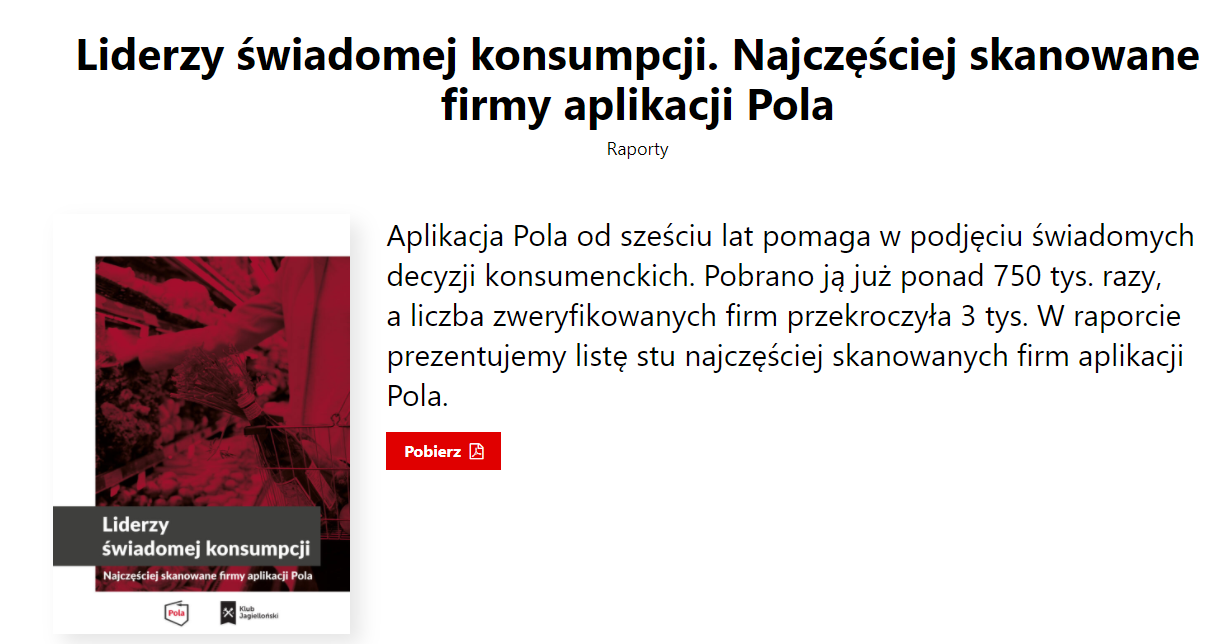 Liderzy świadomej konsumpcji. Najczęściej skanowane
firmy aplikacji Pola
Raporty
Aplikacja Pola od sześciu lat pomaga w podjęciu świadomych
decyzji konsumenckich. Pobrano ją już ponad 750 tys. razy,
a liczba zweryfikowanych firm przekroczyła 3 tys. W raporcie
prezentujemy listę stu najczęściej skanowanych firm aplikacji
Pola.
Pobierz
Liderzy
świadomej konsumpcji
Najczęściej skanowane firmy aplikacji Pola
Pola
Klub
Jagielloński